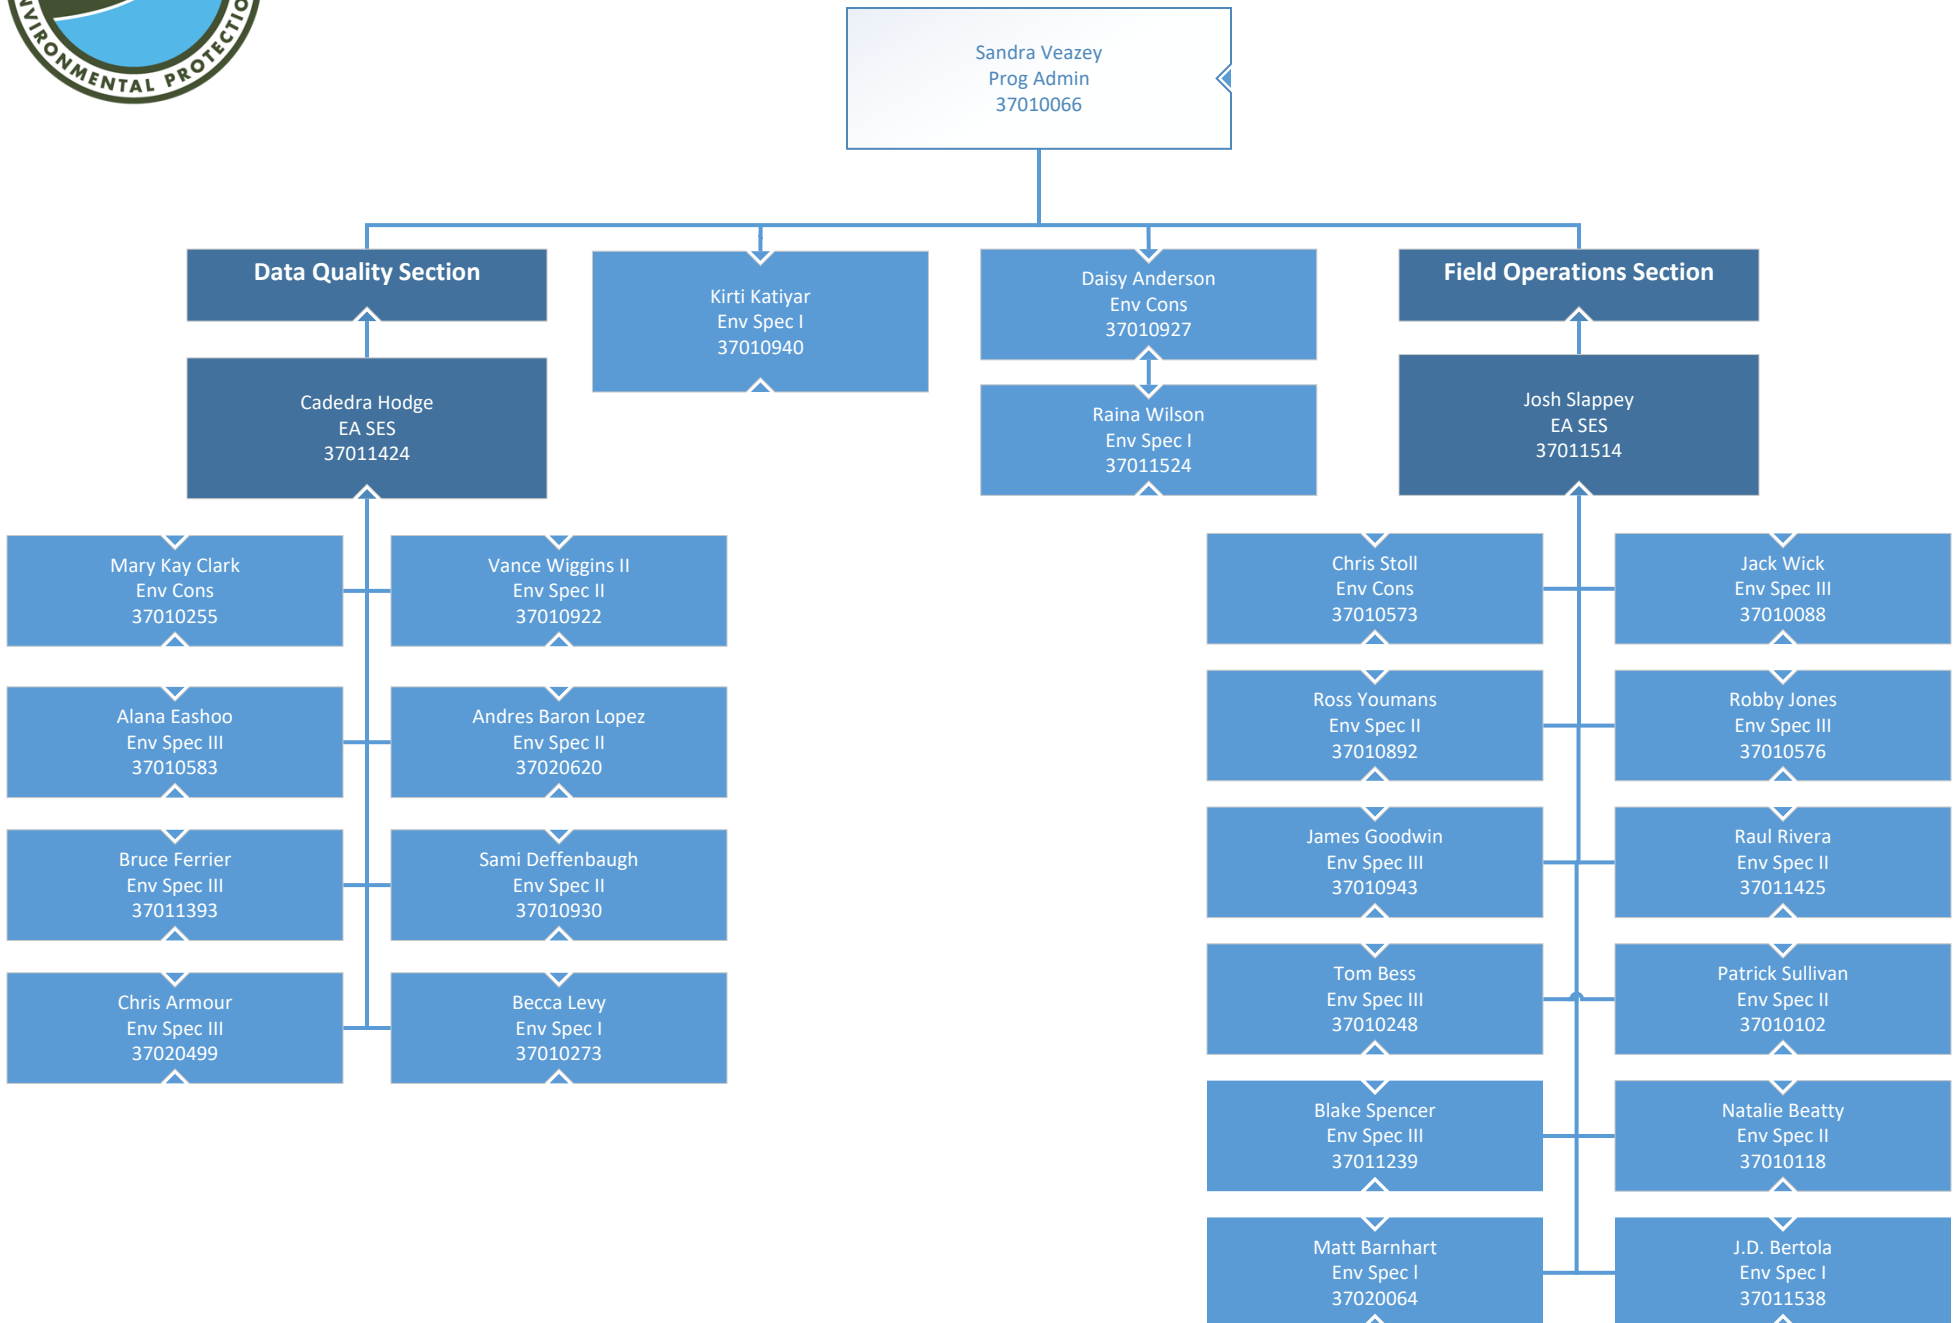 NVIRONMENTAL PROTECTIO
Sandra Veazey
Prog Admin
37010066
Data Quality Section
Kirti Katiyar
Env Spec I
37010940
Daisy Anderson
Env Cons
37010927
Field Operations Section
Cadedra Hodge
EA SES
37011424
Raina Wilson
Env Spec I
37011524
Josh Slappey
EA SES
37011514
Mary Kay Clark
Env Cons
37010255
Vance Wiggins II
Env Spec II
37010922
Alana Eashoo
Env Spec III
37010583
Andres Baron Lopez
Env Spec II
37020620
Bruce Ferrier
Env Spec III
37011393
Sami Deffenbaugh
Env Spec II
37010930
Chris Armour
Env Spec III
37020499
Becca Levy
Env Spec I
37010273
Chris Stoll
Env Cons
37010573
Jack Wick
Env Spec III
37010088
Ross Youmans
Env Spec II
37010892
Robby Jones
Env Spec III
37010576
James Goodwin
Env Spec III
37010943
Raul Rivera
Env Spec II
37011425
Tom Bess
Env Spec III
37010248
Patrick Sullivan
Env Spec II
37010102
Blake Spencer
Env Spec III
37011239
Natalie Beatty
Env Spec II
37010118
Matt Barnhart
Env Spec l
37020064
J.D. Bertola
Env Spec I
37011538